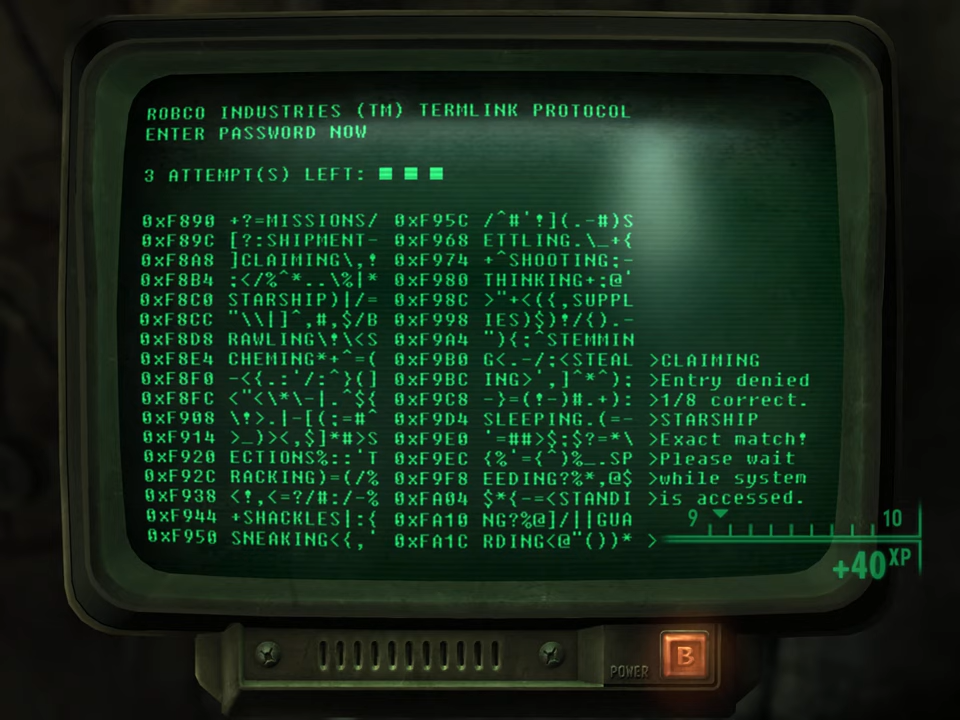 ROBCO INDUSTRIES (TM) TERMLINK PROTOCOL
ENTER PASSWORD NOW
3 ATTEMPT(S) LEFT: ■ ■ ■
0xF890 +?=MISSIONS/ 0xF95C /^#'!](.-#)S
0xF89C [?:SHIPMENT- 0xF968 ETTLING.\_+{
0xF8A8 ]CLAIMING\,! 0xF974 +^SHOOTING;-
0xF8B4 ;</%^*..\%|* 0xF980 THINKING+;@'
0xF8C0 STARSHIP)|/= 0xF98C >"+<({,SUPPL
0xF8CC "\\|]^,#,$/B 0xF998 IES)$)!/{).-
0xF8D8 RAWLING\!\<S 0xF9A4 "){;^STEMMIN
0xF8E4 CHEMING*+^=( 0xF9B0 G<.-/;<STEAL >CLAIMING
0xF8F0 -<{.:'/:^}(] 0xF9BC ING>',]^*^); >Entry denied
0xF8FC <"<\*\-|.^${ 0xF9C8 -}=(!-)#.+): >1/8 correct.
0xF908 \!>.|-[(;=#^ 0xF9D4 SLEEPING.(=- >STARSHIP
0xF914 >_)><,$]*#>S 0xF9E0 '=##>$;$?=*\ >Exact match!
0xF920 ECTIONS%::'T 0xF9EC {%'={^)%_.SP >Please wait
0xF92C RACKING)=(/% 0xF9F8 EEDING?%*,@$ >while system
0xF938 <!,<=?/#:/-% 0xFA04 $*{-=<STANDI >is accessed.
0xF944 +SHACKLES|:{ 0xFA10 NG?%@]/||GUA
0xF950 SNEAKING<{,' 0xFA1C RDING<@"())* >
9 10
+40 XP
POWER B